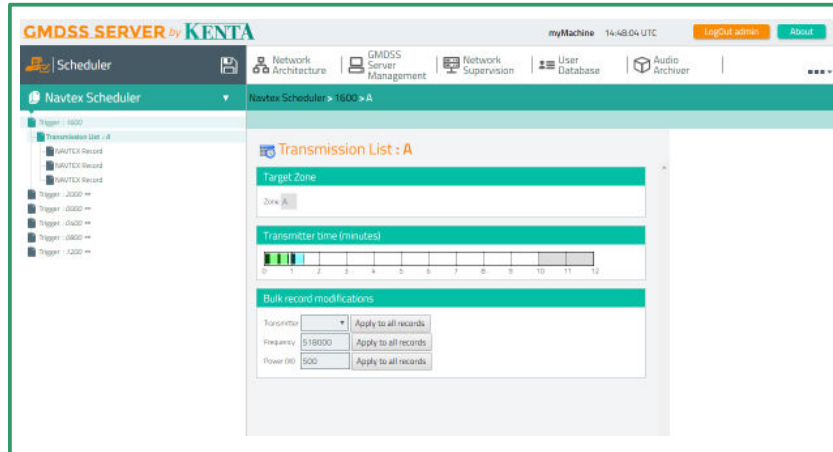 GMDSS SERVER by KENTA
myMachine 14:48:04 UTC LogOut admin About
Scheduler
Network Architecture
GMDSS Server Management
Network Supervision
User Database
Audio Archiver
Navtex Scheduler
Navtex Scheduler > 1600 > A
Trigger : 1600
Transmission List : A
NAVTEX Record
NAVTEX Record
NAVTEX Record
Trigger : 2000
Trigger : 0000
Trigger : 0400
Trigger : 0800
Trigger : 1200
Transmission List : A
Target Zone
Zone A
Transmitter time (minutes)
0 1 2 3 4 5 6 7 8 9 10 11 12
Bulk record modifications
Transmitter Apply to all records
Frequency 518000 Apply to all records
Power (W) 500 Apply to all records